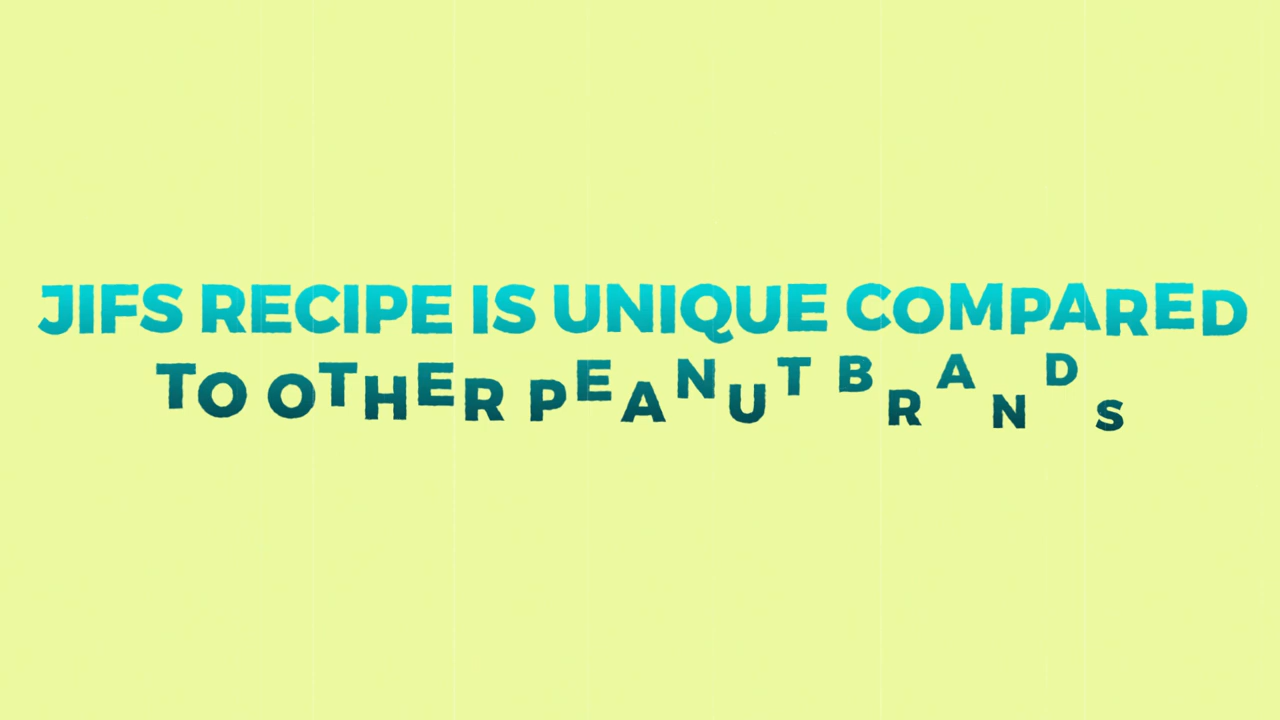 JIFS RECIPE IS UNIQUE COMPARED
TO OTHER PEANUT BRANDS